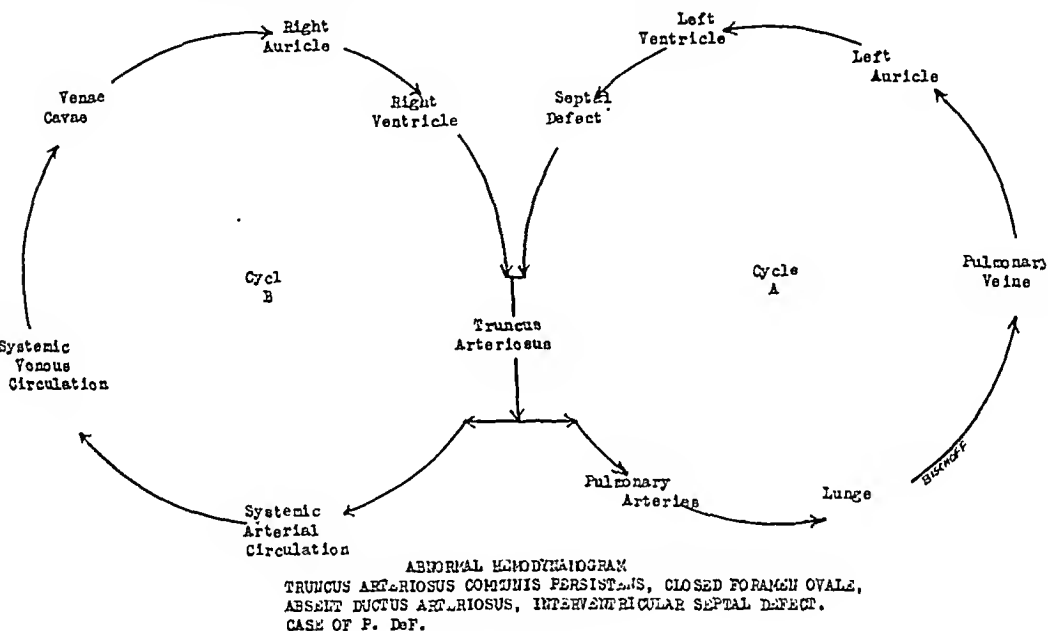 Right
Auricle
Left
Ventricle
Left
Auricle
Venae
Cavae
Right
Ventricle
Septal
Defect
Cycl
B
Cycle
A
Pulmonary
Veine
Truncus
Arteriosus
Systemic
Venous
Circulation
Pulmonary
Arteries
Lungs
BISCHOFF
Systemic
Arterial
Circulation
ABNORMAL HEMODYNAMOGRAM
TRUNCUS ARTERIOSUS COMMUNIS PERSISTANS, CLOSED FORAMEN OVALE,
ABSENT DUCTUS ARTERIOSUS, INTERVENTRICULAR SEPTAL DEFECT.
CASE OF P. DeF.